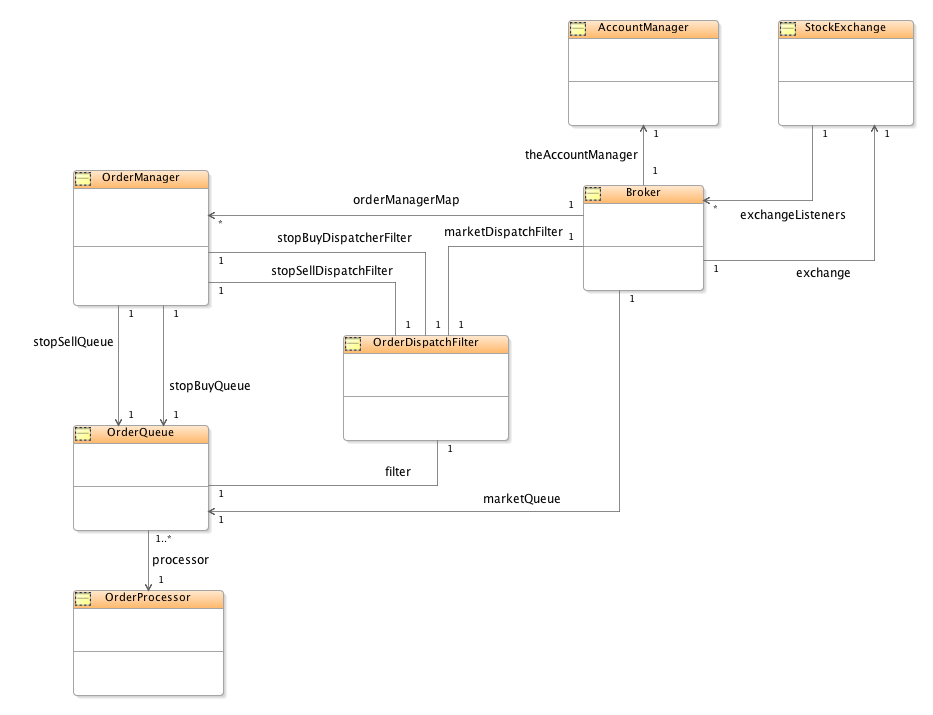 AccountManager
StockExchange
1
1
1
theAccountManager
1
OrderManager
Broker
orderManagerMap
1
*
*
exchangeListeners
stopBuyDispatcherFilter
marketDispatchFilter
1
1
1
stopSellDispatchFilter
exchange
1
1
1
1
1
1
1
1
stopSellQueue
OrderDispatchFilter
stopBuyQueue
1
1
OrderQueue
1
filter
1
marketQueue
1
1..*
processor
1
OrderProcessor